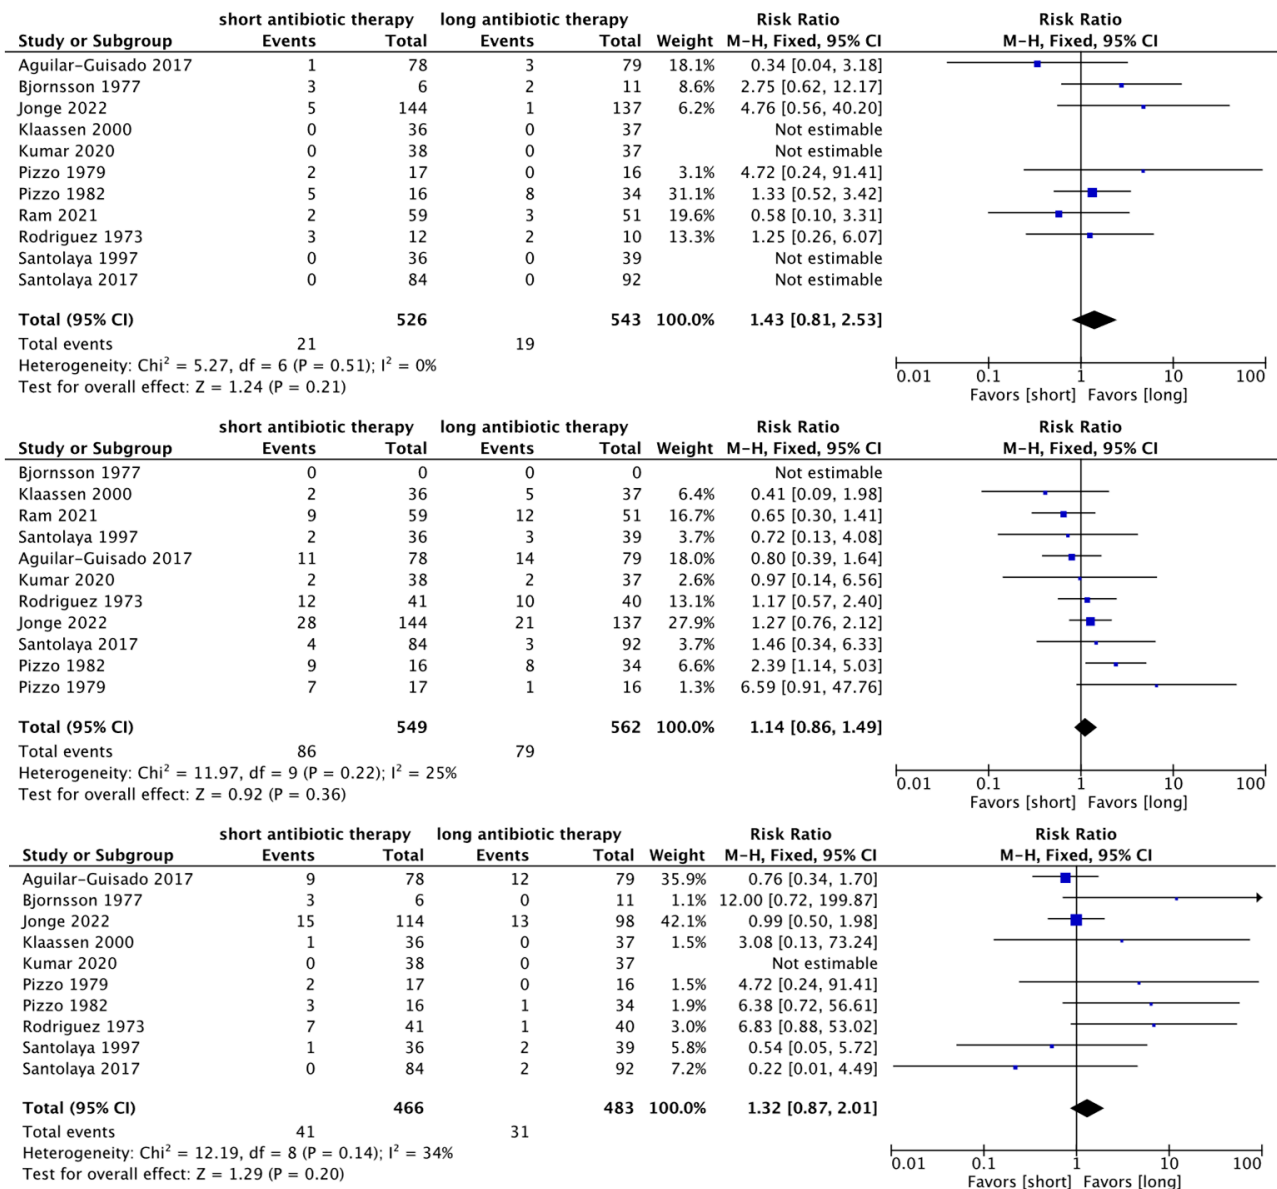 short antibiotic therapy long antibiotic therapy Risk Ratio Risk Ratio
Study or Subgroup Events Total Events Total Weight M-H, Fixed, 95% CI M-H, Fixed, 95% CI
Aguilar-Guisado 2017 1 78 3 79 18.1% 0.34 [0.04, 3.18]
Bjornsson 1977 3 6 2 11 8.6% 2.75 [0.62, 12.17]
Jonge 2022 5 144 1 137 6.2% 4.76 [0.56, 40.20]
Klaassen 2000 0 36 0 37 Not estimable
Kumar 2020 0 38 0 37 Not estimable
Pizzo 1979 2 17 0 16 3.1% 4.72 [0.24, 91.41]
Pizzo 1982 5 16 8 34 31.1% 1.33 [0.52, 3.42]
Ram 2021 2 59 3 51 19.6% 0.58 [0.10, 3.31]
Rodriguez 1973 3 12 2 10 13.3% 1.25 [0.26, 6.07]
Santolaya 1997 0 36 0 39 Not estimable
Santolaya 2017 0 84 0 92 Not estimable
Total (95% CI) 526 543 100.0% 1.43 [0.81, 2.53]
Total events 21 19
Heterogeneity: Chi² = 5.27, df = 6 (P = 0.51); I² = 0%
Test for overall effect: Z = 1.24 (P = 0.21)
0.01 0.1 1 10 100
Favors [short] Favors [long]
short antibiotic therapy long antibiotic therapy Risk Ratio Risk Ratio
Study or Subgroup Events Total Events Total Weight M-H, Fixed, 95% CI M-H, Fixed, 95% CI
Bjornsson 1977 0 0 0 0 Not estimable
Klaassen 2000 2 36 5 37 6.4% 0.41 [0.09, 1.98]
Ram 2021 9 59 12 51 16.7% 0.65 [0.30, 1.41]
Santolaya 1997 2 36 3 39 3.7% 0.72 [0.13, 4.08]
Aguilar-Guisado 2017 11 78 14 79 18.0% 0.80 [0.39, 1.64]
Kumar 2020 2 38 2 37 2.6% 0.97 [0.14, 6.56]
Rodriguez 1973 12 41 10 40 13.1% 1.17 [0.57, 2.40]
Jonge 2022 28 144 21 137 27.9% 1.27 [0.76, 2.12]
Santolaya 2017 4 84 3 92 3.7% 1.46 [0.34, 6.33]
Pizzo 1982 9 16 8 34 6.6% 2.39 [1.14, 5.03]
Pizzo 1979 7 17 1 16 1.3% 6.59 [0.91, 47.76]
Total (95% CI) 549 562 100.0% 1.14 [0.86, 1.49]
Total events 86 79
Heterogeneity: Chi² = 11.97, df = 9 (P = 0.22); I² = 25%
Test for overall effect: Z = 0.92 (P = 0.36)
0.01 0.1 1 10 100
Favors [short] Favors [long]
short antibiotic therapy long antibiotic therapy Risk Ratio Risk Ratio
Study or Subgroup Events Total Events Total Weight M-H, Fixed, 95% CI M-H, Fixed, 95% CI
Aguilar-Guisado 2017 9 78 12 79 35.9% 0.76 [0.34, 1.70]
Bjornsson 1977 3 6 0 11 1.1% 12.00 [0.72, 199.87]
Jonge 2022 15 114 13 98 42.1% 0.99 [0.50, 1.98]
Klaassen 2000 1 36 0 37 1.5% 3.08 [0.13, 73.24]
Kumar 2020 0 38 0 37 Not estimable
Pizzo 1979 2 17 0 16 1.5% 4.72 [0.24, 91.41]
Pizzo 1982 3 16 1 34 1.9% 6.38 [0.72, 56.61]
Rodriguez 1973 7 41 1 40 3.0% 6.83 [0.88, 53.02]
Santolaya 1997 1 36 2 39 5.8% 0.54 [0.05, 5.72]
Santolaya 2017 0 84 2 92 7.2% 0.22 [0.01, 4.49]
Total (95% CI) 466 483 100.0% 1.32 [0.87, 2.01]
Total events 41 31
Heterogeneity: Chi² = 12.19, df = 8 (P = 0.14); I² = 34%
Test for overall effect: Z = 1.29 (P = 0.20)
0.01 0.1 1 10 100
Favors [short] Favors [long]